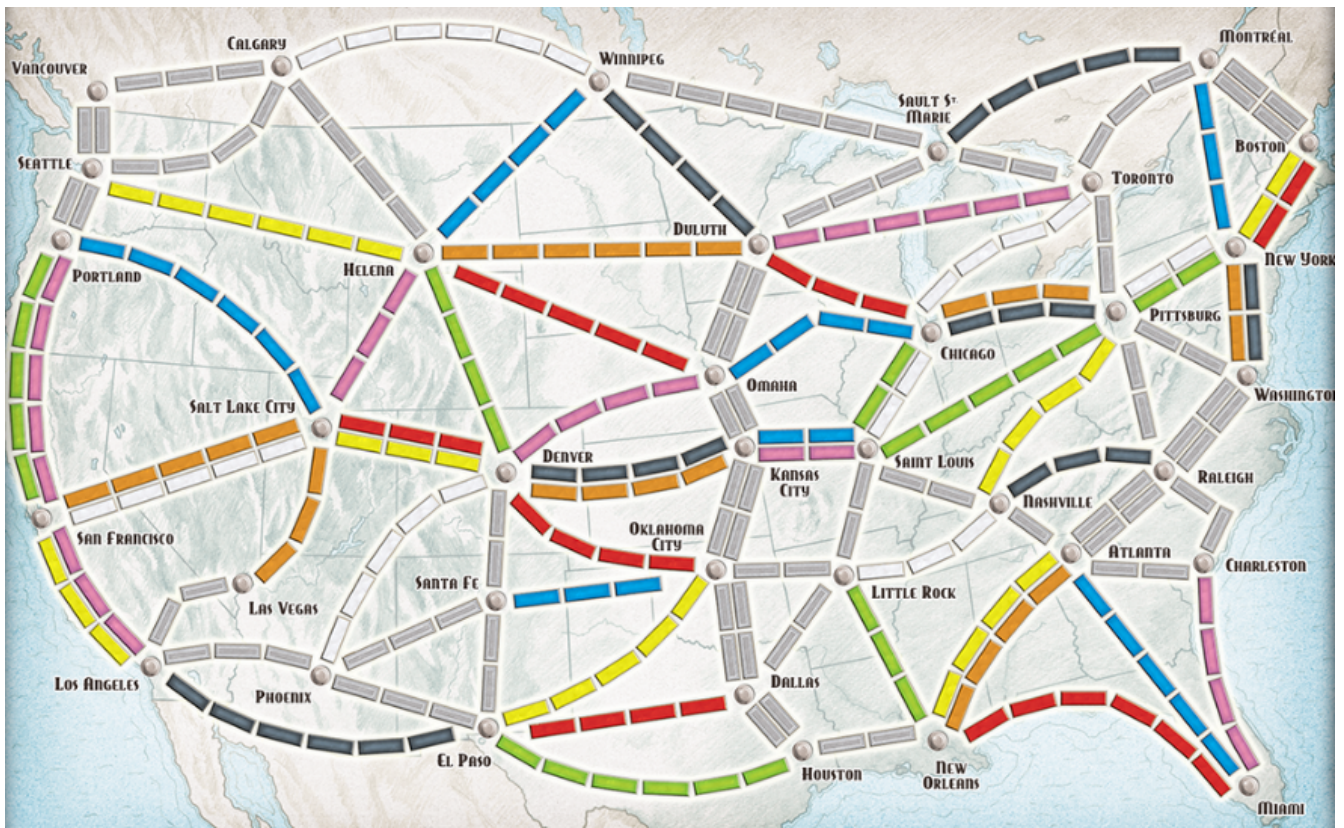 Calgary
Montréal
Vancouver
Winnipeg
Sault St.
Marie
Boston
Seattle
Toronto
Duluth
Helena
New York
Portland
Pittsburg
Chicago
Omaha
Washington
Salt Lake City
Denver
Kansas
City
Saint Louis
Raleigh
Nashville
San Francisco
Oklahoma
City
Atlanta
Charleston
Santa Fe
Las Vegas
Little Rock
Los Angeles
Phoenix
Dallas
El Paso
Houston
New
Orleans
Miami